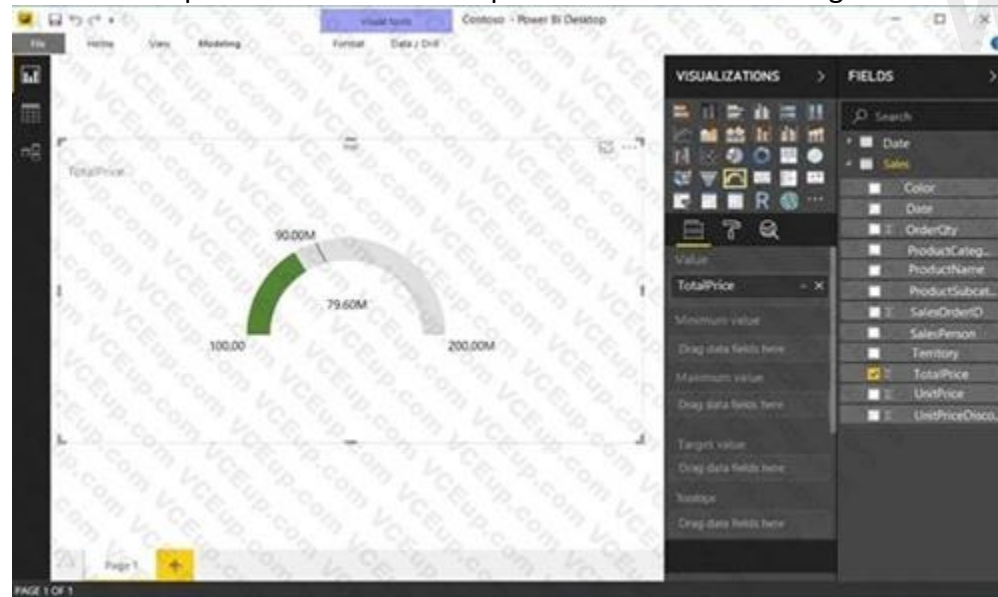 Visual tools
Contoso - Power BI Desktop
File
Home
View
Modeling
Format
Data / Drill
TotalPrice
90.00M
79.60M
100.00
200.00M
Page 1
PAGE 1 OF 1
VISUALIZATIONS
R
Value
TotalPrice
Minimum value
Drag data fields here
Maximum value
Drag data fields here
Target value
Drag data fields here
Tooltips
Drag data fields here
FIELDS
Search
Date
Sales
Color
Date
OrderQty
ProductCateg...
ProductName
ProductSubcat...
SalesOrderID
SalesPerson
Territory
TotalPrice
UnitPrice
UnitPriceDisco...
VCEup.com